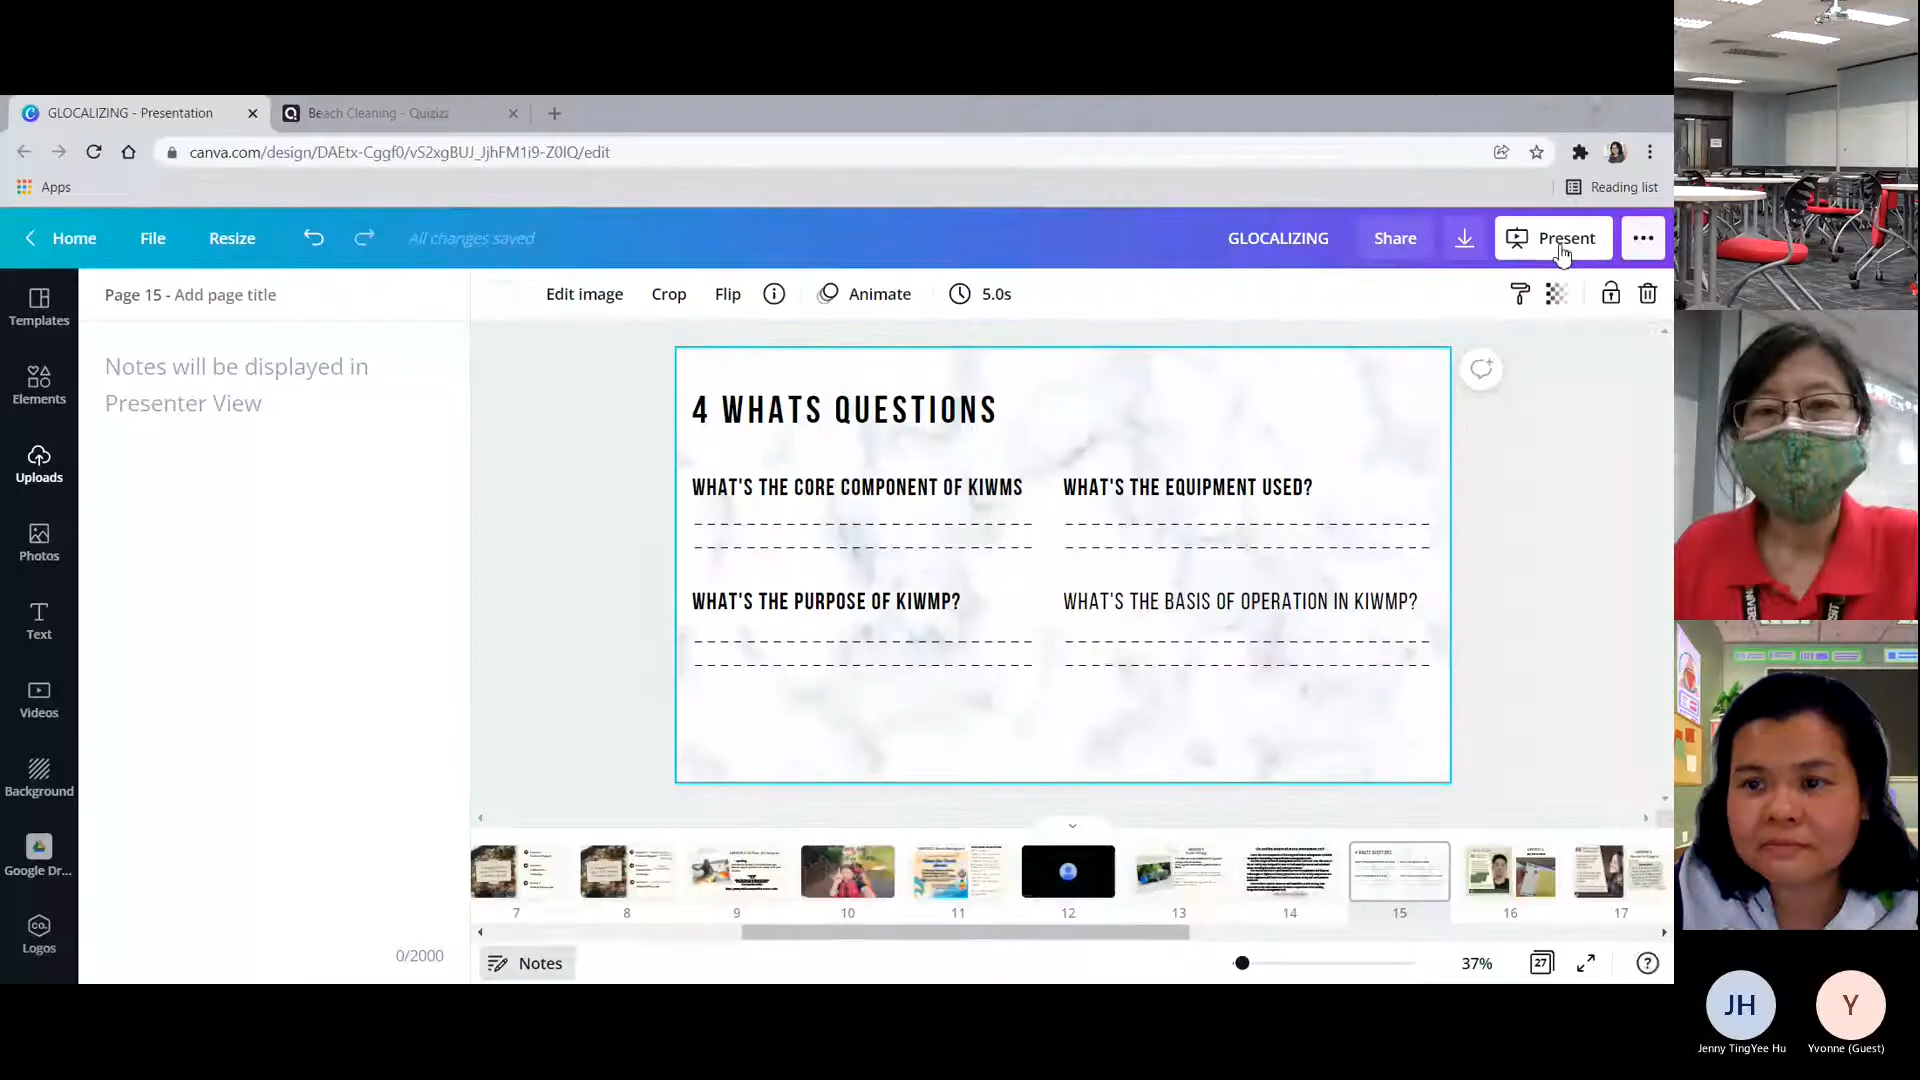 GLOCALIZING - Presentation
Beach Cleaning - Quizizz
canva.com/design/DAEtx-Cggf0/vS2xgBUJ_JjhFM1i9-Z0IQ/edit
Apps
Reading list
Home File Resize All changes saved GLOCALIZING Share Present
Page 15 - Add page title
Edit image Crop Flip Animate 5.0s
Notes will be displayed in
Presenter View
Templates
Elements
Uploads
Photos
Text
Videos
Background
Google Dr...
CO.
Logos
4 WHATS QUESTIONS
WHAT'S THE CORE COMPONENT OF KIWMS
WHAT'S THE EQUIPMENT USED?
WHAT'S THE PURPOSE OF KIWMP?
WHAT'S THE BASIS OF OPERATION IN KIWMP?
7 8 9 10 11 12 13 14 15 16 17
0/2000
Notes
37%
27
JH
Jenny TingYee Hu
Y
Yvonne (Guest)